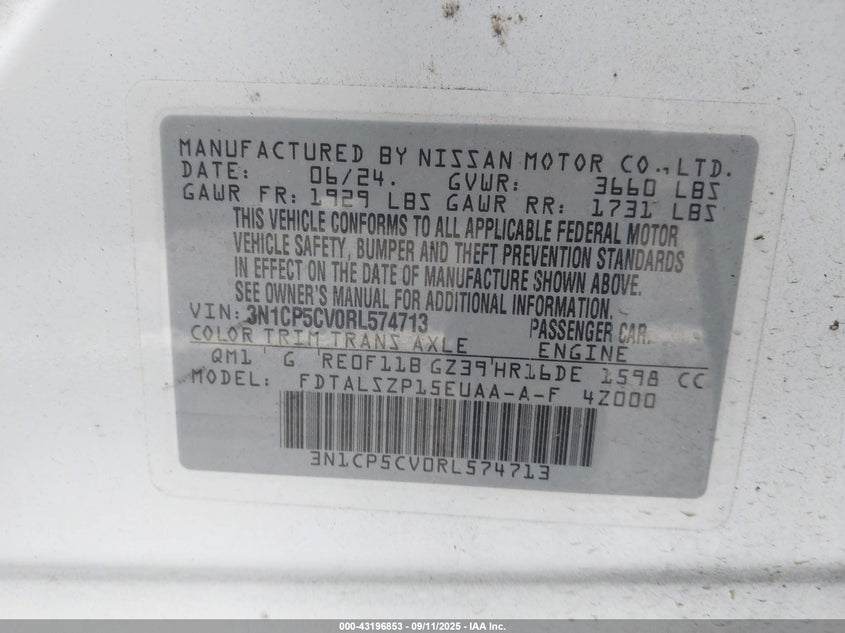 MANUFACTURED BY NISSAN MOTOR CO., LTD.
DATE: 06/24. GVWR: 3660 LBS
GAWR FR: 1929 LBS GAWR RR: 1731 LBS
THIS VEHICLE CONFORMS TO ALL APPLICABLE FEDERAL MOTOR
VEHICLE SAFETY, BUMPER AND THEFT PREVENTION STANDARDS
IN EFFECT ON THE DATE OF MANUFACTURE SHOWN ABOVE.
SEE OWNER'S MANUAL FOR ADDITIONAL INFORMATION.
VIN: 3N1CP5CV0RL574713 PASSENGER CAR.
COLOR TRIM TRANS AXLE ENGINE
QM1 G RE0F11B GZ39 HR16DE 1598 CC
MODEL: FDTALSZP15EUAA-A-F 4Z000
3N1CP5CV0RL574713
000-43196853 - 09/11/2025 - IAA Inc.